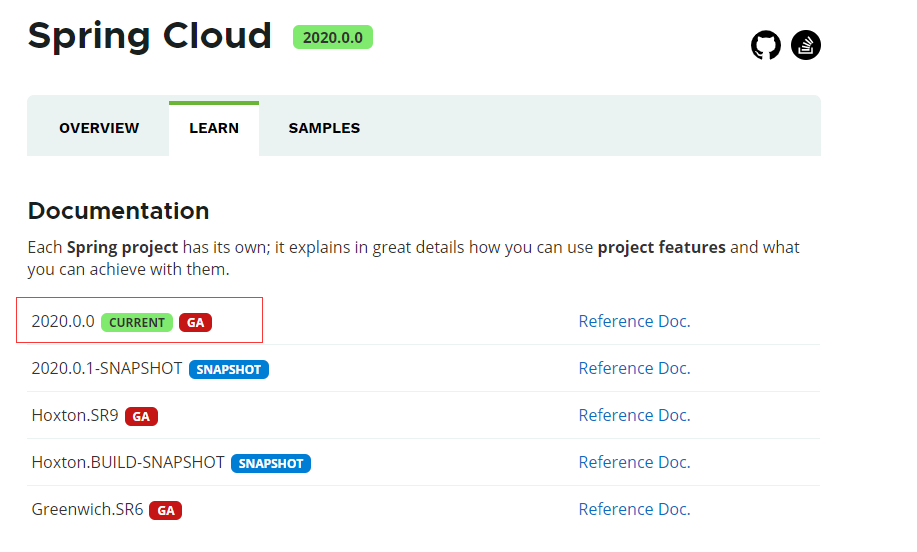 Spring Cloud 2020.0.0
OVERVIEW LEARN SAMPLES
Documentation
Each Spring project has its own; it explains in great details how you can use project features and what
you can achieve with them.
2020.0.0 CURRENT GA Reference Doc.
2020.0.1-SNAPSHOT SNAPSHOT Reference Doc.
Hoxton.SR9 GA Reference Doc.
Hoxton.BUILD-SNAPSHOT SNAPSHOT Reference Doc.
Greenwich.SR6 GA Reference Doc.